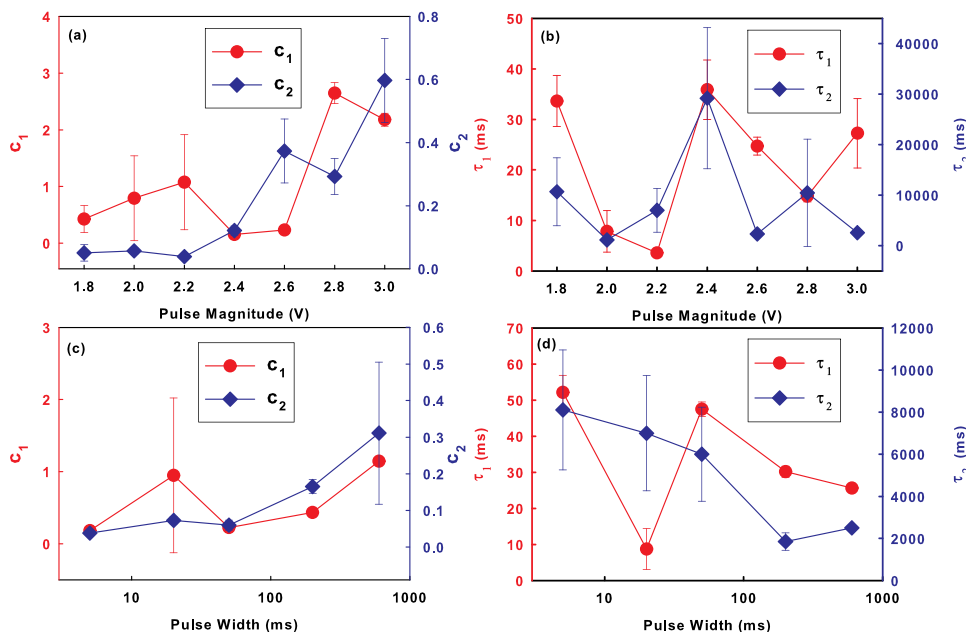 (a)
c1
c2
4
3
2
1
0
c1
0.8
0.6
0.4
0.2
0.0
c2
1.8 2.0 2.2 2.4 2.6 2.8 3.0
Pulse Magnitude (V)
(b)
τ1
τ2
50
40
30
20
10
0
τ1 (ms)
40000
30000
20000
10000
0
τ2 (ms)
1.8 2.0 2.2 2.4 2.6 2.8 3.0
Pulse Magnitude (V)
(c)
c1
c2
3
2
1
0
c1
0.6
0.5
0.4
0.3
0.2
0.1
0.0
c2
10 100 1000
Pulse Width (ms)
(d)
τ1
τ2
70
60
50
40
30
20
10
0
τ1 (ms)
12000
10000
8000
6000
4000
2000
0
τ2 (ms)
10 100 1000
Pulse Width (ms)